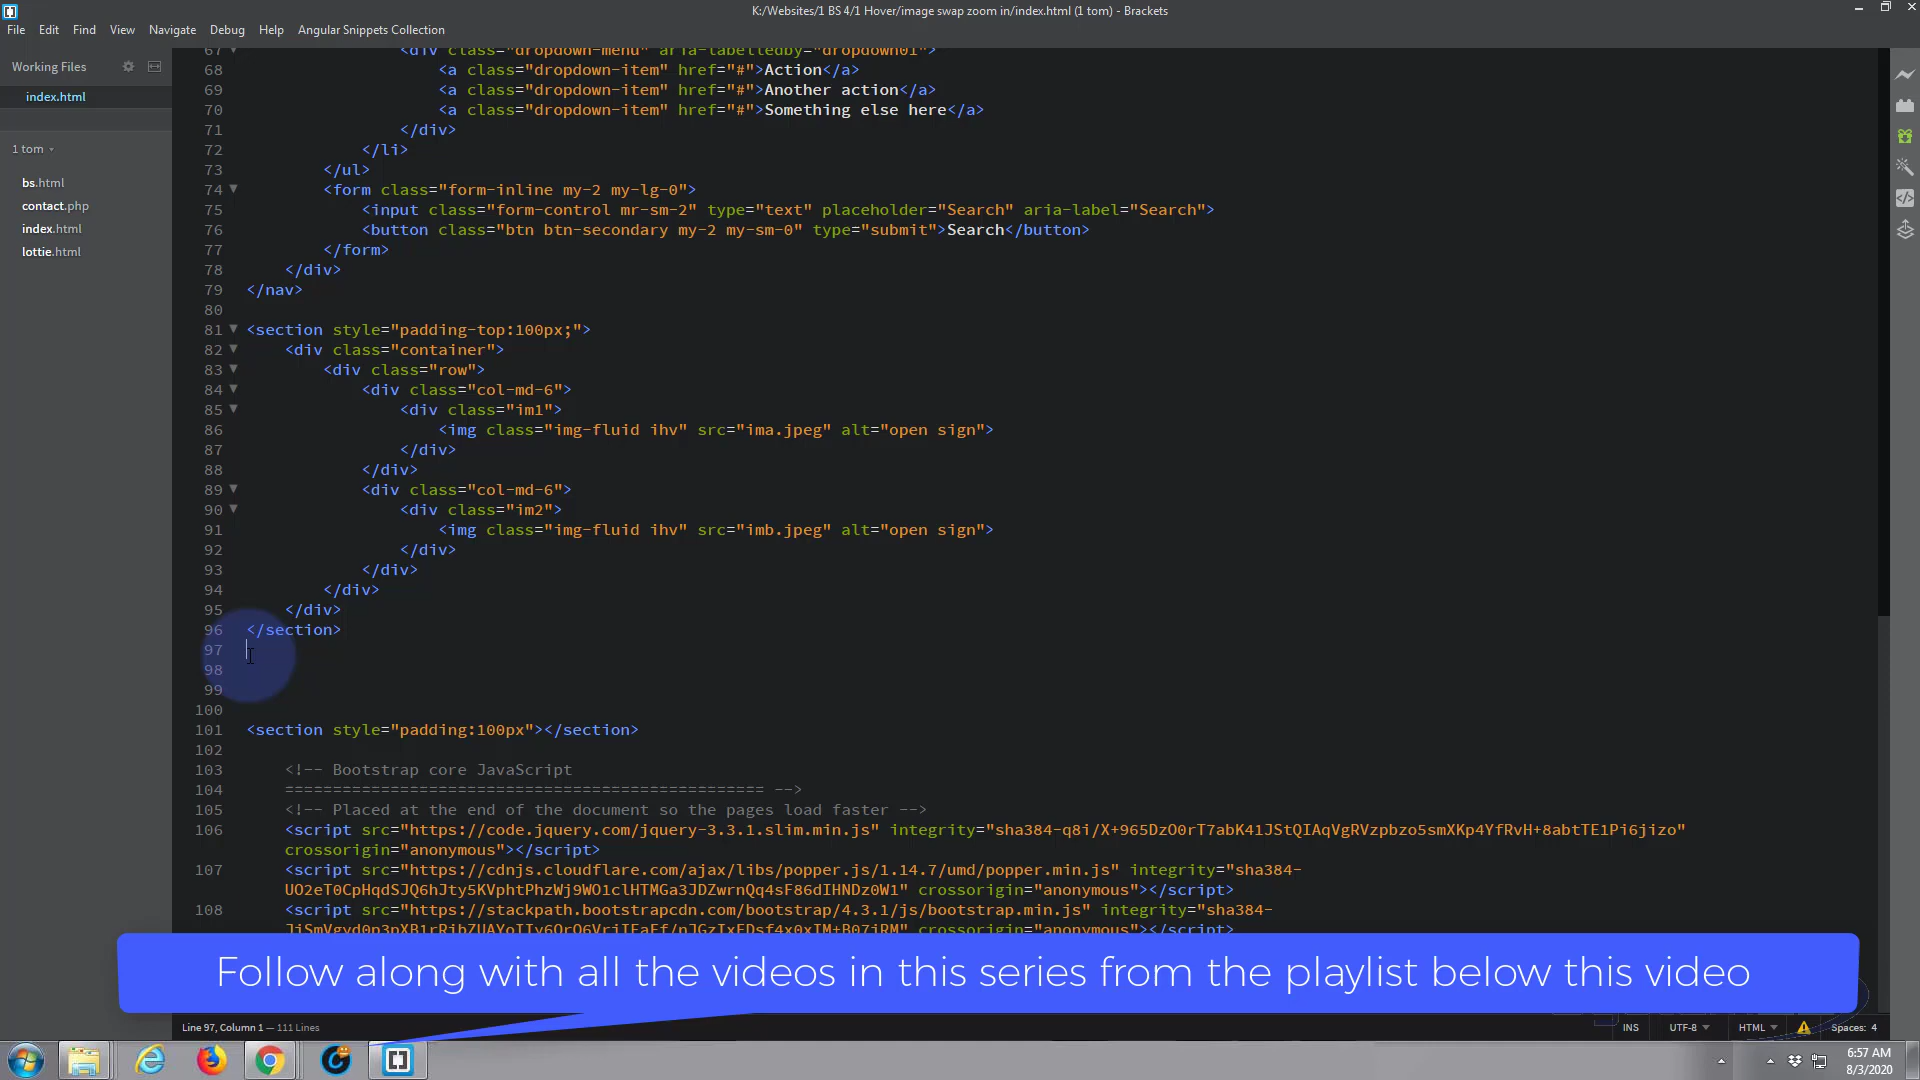 K:/Websites/1 BS 4/1 Hover/image swap zoom in/index.html (1 tom) - Brackets
File Edit Find View Navigate Debug Help Angular Snippets Collection
Working Files
index.html
1 tom
bs.html
contact.php
index.html
lottie.html
67 <div class="dropdown-menu" aria-labelledby="dropdown01">
68 <a class="dropdown-item" href="#">Action</a>
69 <a class="dropdown-item" href="#">Another action</a>
70 <a class="dropdown-item" href="#">Something else here</a>
71 </div>
72 </li>
73 </ul>
74 <form class="form-inline my-2 my-lg-0">
75 <input class="form-control mr-sm-2" type="text" placeholder="Search" aria-label="Search">
76 <button class="btn btn-secondary my-2 my-sm-0" type="submit">Search</button>
77 </form>
78 </div>
79 </nav>
80
81 <section style="padding-top:100px;">
82 <div class="container">
83 <div class="row">
84 <div class="col-md-6">
85 <div class="im1">
86 <img class="img-fluid ihv" src="ima.jpeg" alt="open sign">
87 </div>
88 </div>
89 <div class="col-md-6">
90 <div class="im2">
91 <img class="img-fluid ihv" src="imb.jpeg" alt="open sign">
92 </div>
93 </div>
94 </div>
95 </div>
96 </section>
97
98
99
100
101 <section style="padding:100px"></section>
102
103 <!-- Bootstrap core JavaScript
104 ================================================== -->
105 <!-- Placed at the end of the document so the pages load faster -->
106 <script src="https://code.jquery.com/jquery-3.3.1.slim.min.js" integrity="sha384-q8i/X+965DzO0rT7abK41JStQIAqVgRVzpbzo5smXKp4YfRvH+8abtTE1Pi6jizo"
crossorigin="anonymous"></script>
107 <script src="https://cdnjs.cloudflare.com/ajax/libs/popper.js/1.14.7/umd/popper.min.js" integrity="sha384-
UO2eT0CpHqdSJQ6hJty5KVphtPhzWj9WO1clHTMGa3JDZwrnQq4sF86dIHNDz0W1" crossorigin="anonymous"></script>
108 <script src="https://stackpath.bootstrapcdn.com/bootstrap/4.3.1/js/bootstrap.min.js" integrity="sha384-
JjSmVgyd0p3pXB1rRibZUAYoIIy6OrQ6VrjIEaFf/nJGzIxFDsf4x0xIM+B07jRM" crossorigin="anonymous"></script>
Follow along with all the videos in this series from the playlist below this video
Line 97, Column 1 — 111 Lines
INS UTF-8 HTML Spaces: 4
6:57 AM
8/3/2020